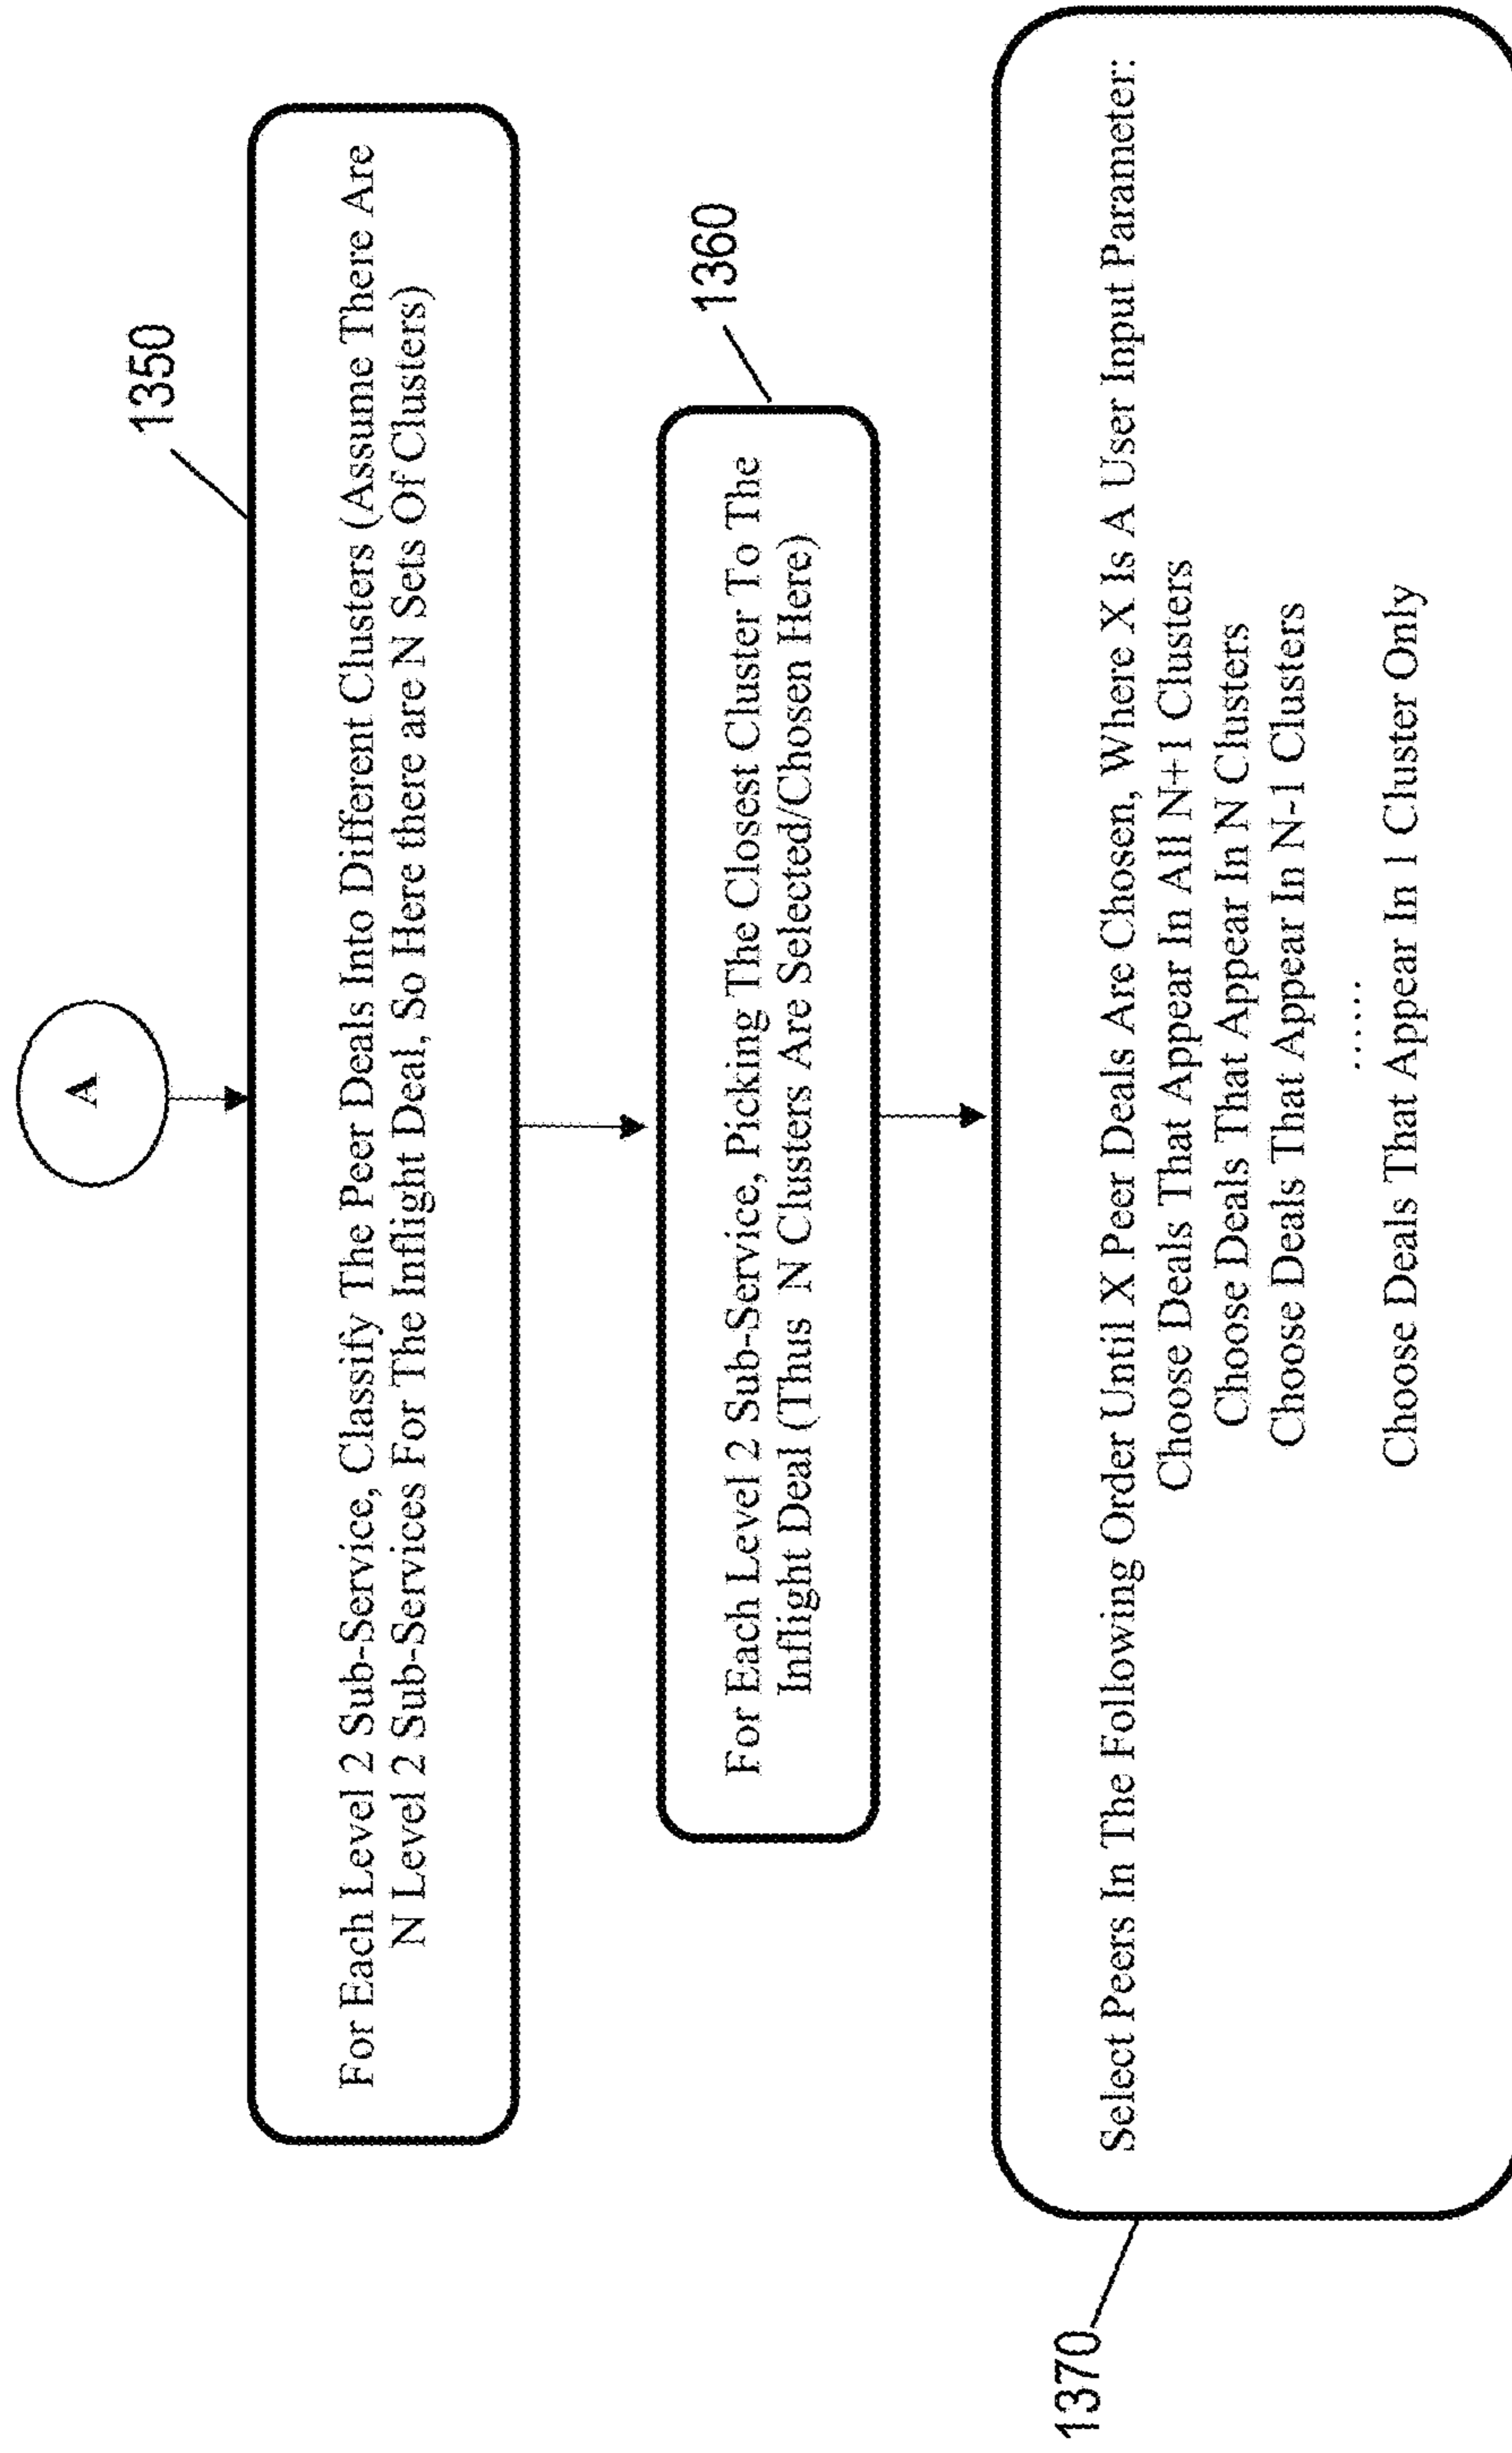 A
1350
For Each Level 2 Sub-Service, Classify The Peer Deals Into Different Clusters (Assume There Are
N Level 2 Sub-Services For The Inflight Deal, So Here there are N Sets Of Clusters)
1360
For Each Level 2 Sub-Service, Picking The Closest Cluster To The
Inflight Deal (Thus N Clusters Are Selected/Chosen Here)
1370
Select Peers In The Following Order Until X Peer Deals Are Chosen, Where X Is A User Input Parameter:
Choose Deals That Appear In All N+1 Clusters
Choose Deals That Appear In N Clusters
Choose Deals That Appear In N-1 Clusters
......
Choose Deals That Appear In 1 Cluster Only